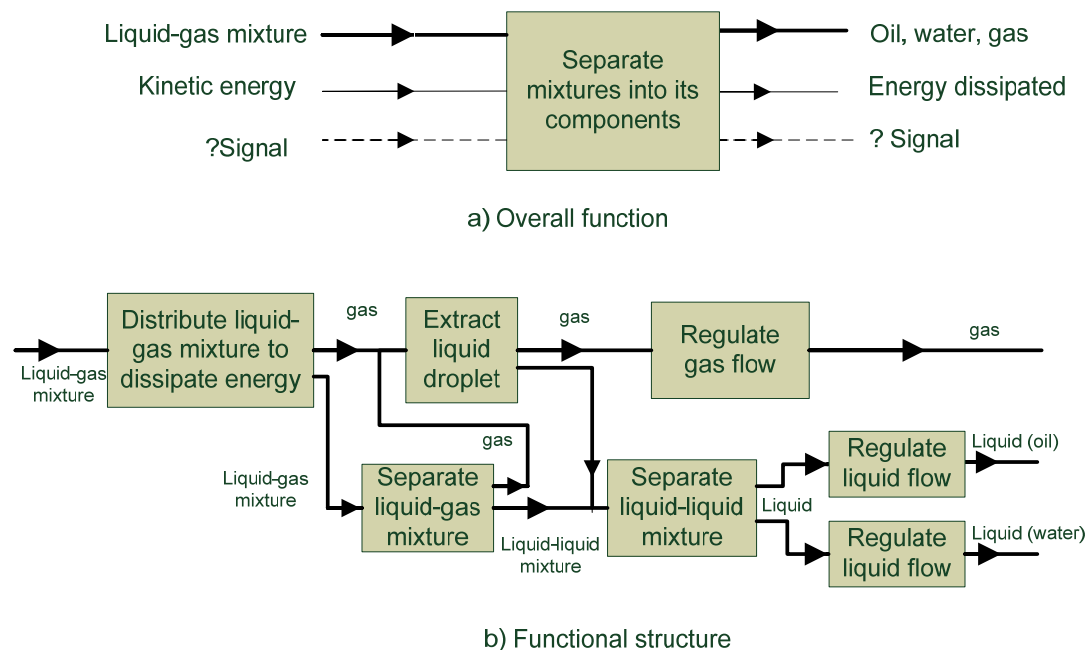 Liquid-gas mixture
Kinetic energy
?Signal
Separate
mixtures into its
components
Oil, water, gas
Energy dissipated
? Signal
a) Overall function
Liquid-gas
mixture
Distribute liquid-
gas mixture to
dissipate energy
gas
Extract
liquid
droplet
gas
Regulate
gas flow
gas
Liquid-gas
mixture
gas
Separate
liquid-gas
mixture
Liquid-liquid
mixture
Separate
liquid-liquid
mixture
Liquid
Regulate
liquid flow
Liquid (oil)
Regulate
liquid flow
Liquid (water)
b) Functional structure